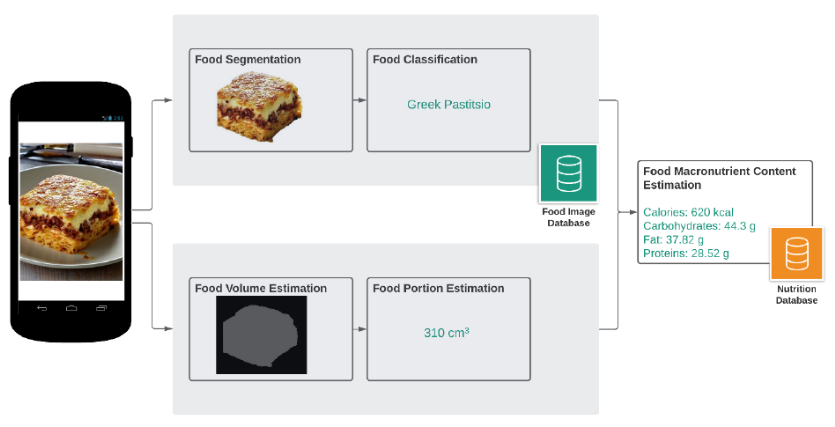 Food Segmentation
Food Classification
Greek Pastitsio
Food Image
Database
Food Volume Estimation
Food Portion Estimation
310 cm³
Food Macronutrient Content
Estimation
Calories: 620 kcal
Carbohydrates: 44.3 g
Fat: 37.82 g
Proteins: 28.52 g
Nutrition
Database